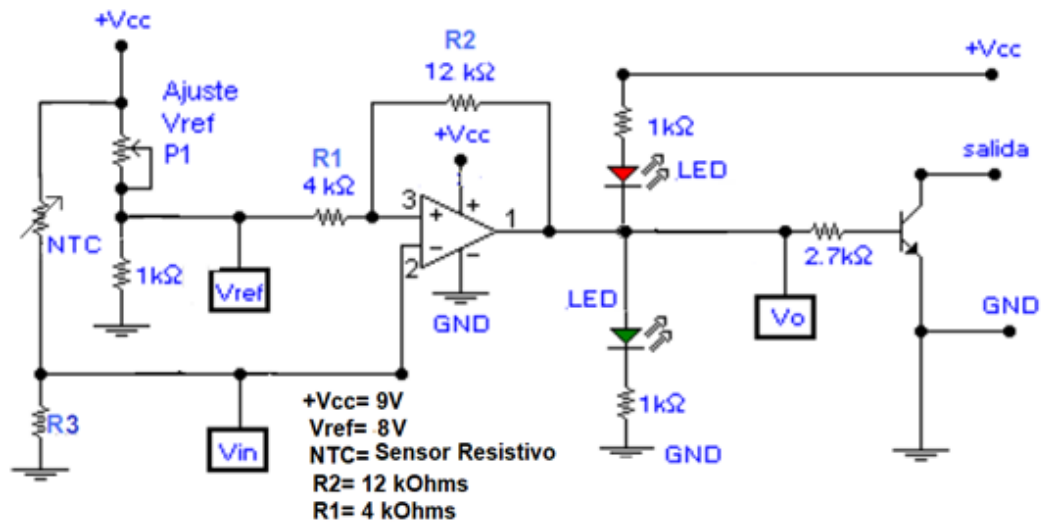 +Vcc
R2
12 kΩ
+Vcc
Ajuste
Vref
P1
+Vcc
1kΩ
LED
salida
R1
4 kΩ
3
+
+
1
NTC
-
-
2
2.7kΩ
1kΩ
Vref
GND
LED
Vo
GND
R3
Vin
+Vcc= 9V
Vref= 8V
NTC= Sensor Resistivo
R2= 12 kOhms
R1= 4 kOhms
1kΩ
GND